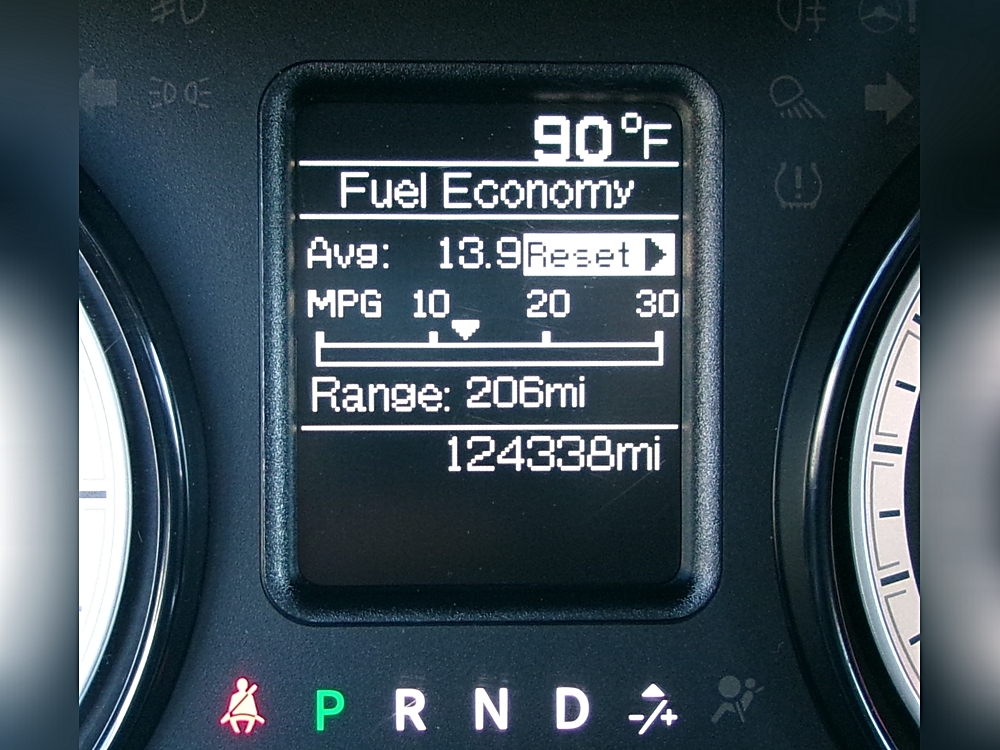 90°F
Fuel Economy
Avg: 13.9 Reset
MPG 10 20 30
Range: 206mi
124338mi
P R N D -/+